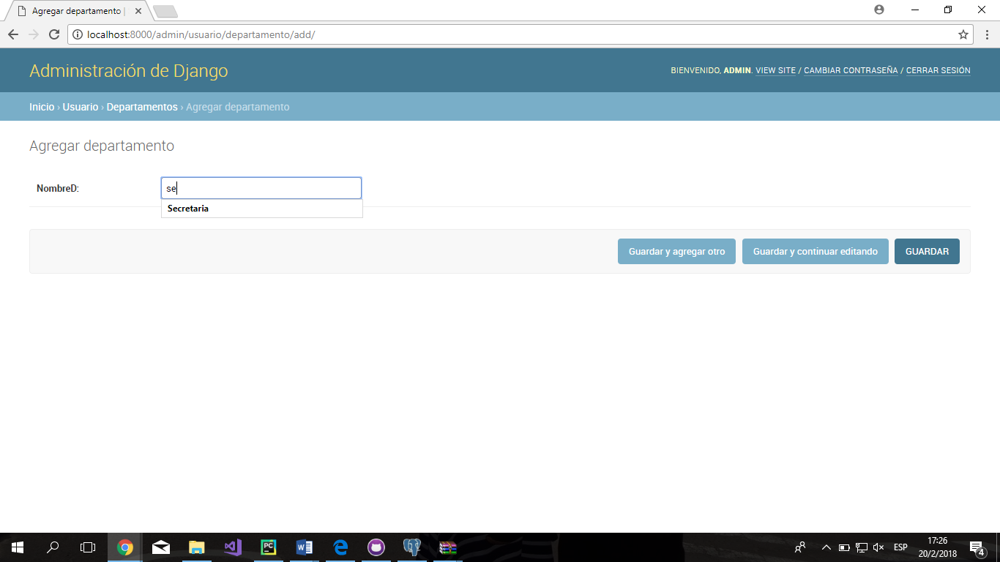 Agregar departamento |
localhost:8000/admin/usuario/departamento/add/
Administración de Django
BIENVENIDO, ADMIN. VIEW SITE / CAMBIAR CONTRASEÑA / CERRAR SESIÓN
Inicio › Usuario › Departamentos › Agregar departamento
Agregar departamento
NombreD:
se
Secretaria
Guardar y agregar otro
Guardar y continuar editando
GUARDAR
PC
ESP
17:26
20/2/2018
4